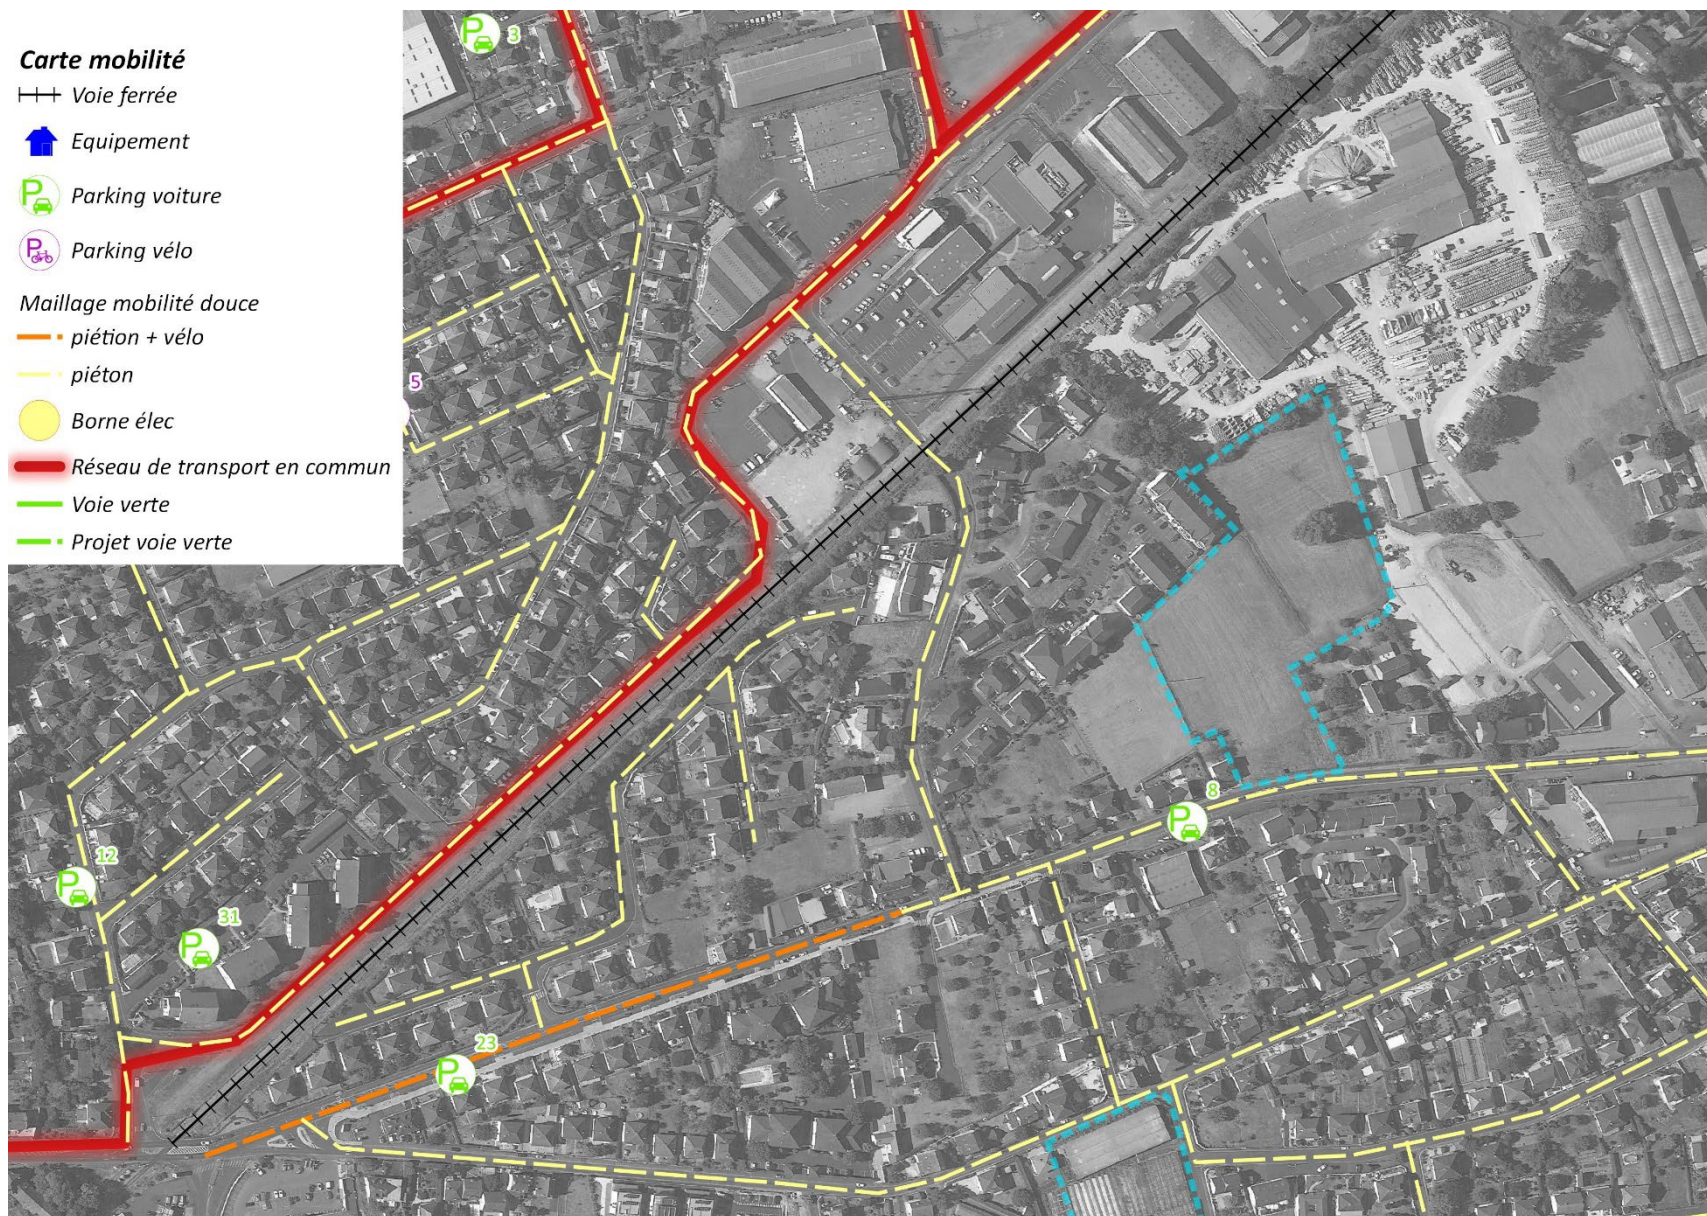 Carte mobilité
Voie ferrée
Equipement
P Parking voiture
P Parking vélo
Maillage mobilité douce
piétion + vélo
piéton
Borne élec
Réseau de transport en commun
Voie verte
Projet voie verte
P 3
5
P 8
P 12
P 31
P 23